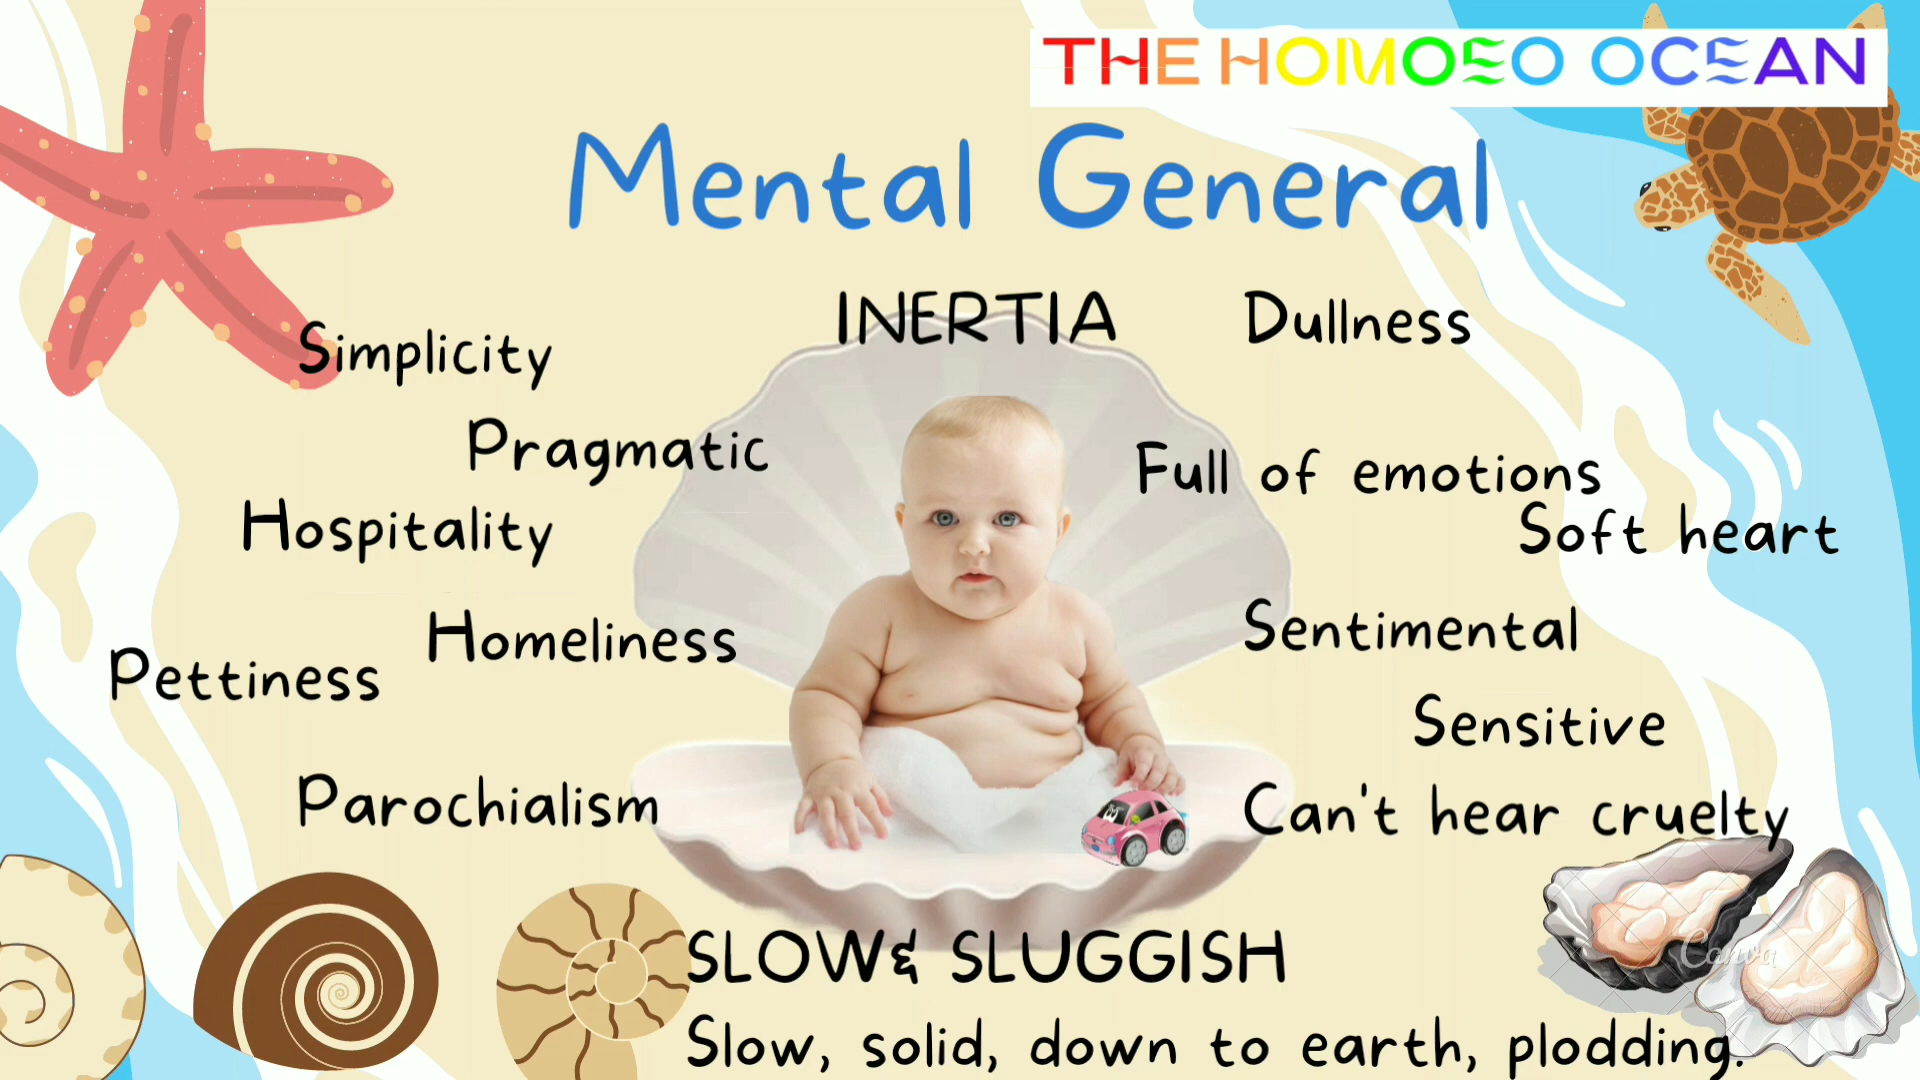 THE HOMOEO OCEAN
Mental General
INERTIA
Dullness
Simplicity
Pragmatic
Full of emotions
Hospitality
Soft heart
Homeliness
Sentimental
Pettiness
Sensitive
Parochialism
Can't hear cruelty
SLOW& SLUGGISH
Canva
Slow, solid, down to earth, plodding.